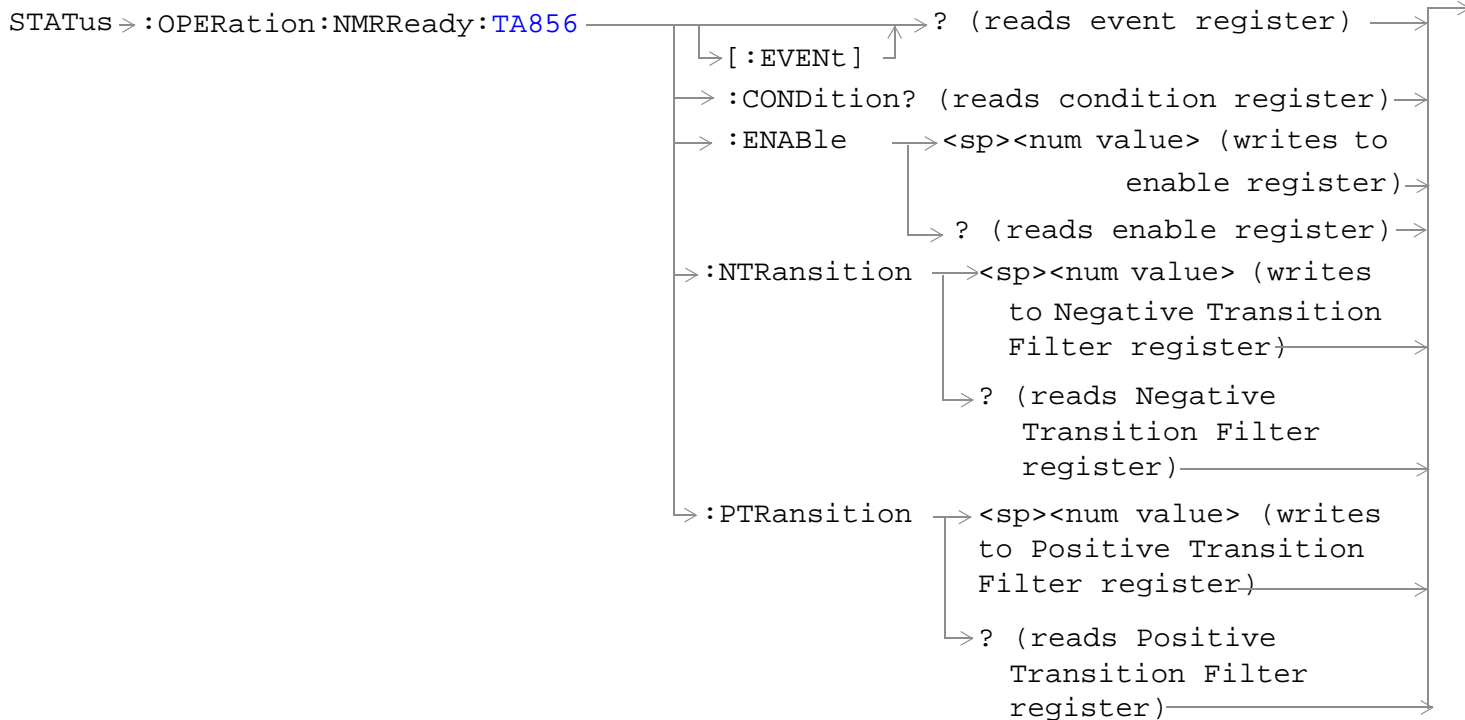 STATus :OPERation:NMRReady:TA856 ? (reads event register)
[:EVENt]
:CONDition? (reads condition register)
:ENABle <sp><num value> (writes to
enable register)
? (reads enable register)
:NTRansition <sp><num value> (writes
to Negative Transition
Filter register)
? (reads Negative
Transition Filter
register)
:PTRansition <sp><num value> (writes
to Positive Transition
Filter register)
? (reads Positive
Transition Filter
register)